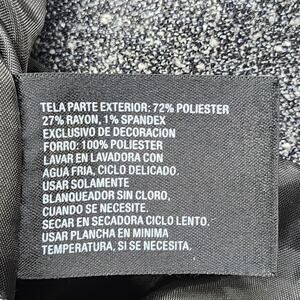 TELA PARTE EXTERIOR: 72% POLIESTER
27% RAYON, 1% SPANDEX
EXCLUSIVO DE DECORACION
FORRO: 100% POLIESTER
LAVAR EN LAVADORA CON
AGUA FRIA, CICLO DELICADO.
USAR SOLAMENTE
BLANQUEADOR SIN CLORO,
CUANDO SE NECESITE.
SECAR EN SECADORA CICLO LENTO.
USAR PLANCHA EN MINIMA
TEMPERATURA, SI SE NECESITA.